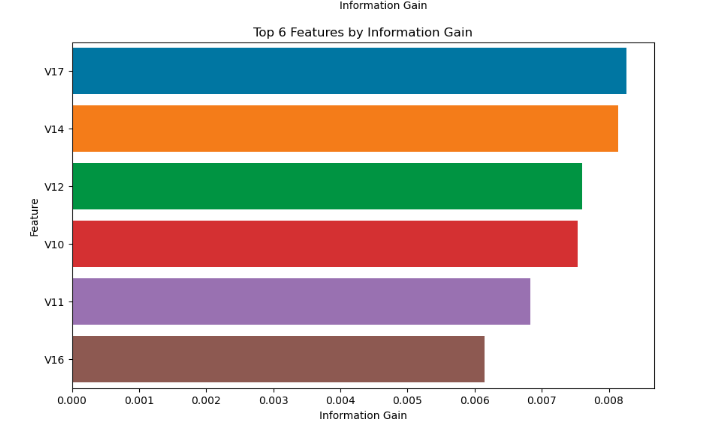 Information Gain
Top 6 Features by Information Gain
V17
V14
V12
V10
V11
V16
Feature
0.000 0.001 0.002 0.003 0.004 0.005 0.006 0.007 0.008
Information Gain